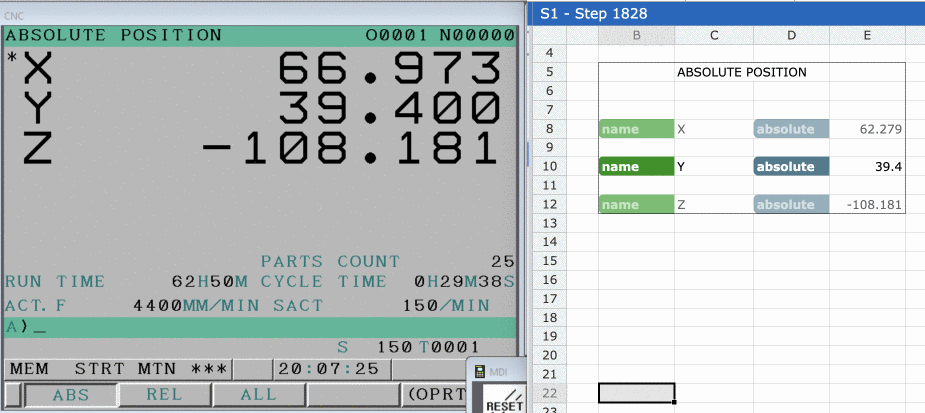 CNC
ABSOLUTE POSITION O0001 N00000
*X 66.973
Y 39.400
Z -108.181
PARTS COUNT 25
RUN TIME 62H50M CYCLE TIME 0H29M38S
ACT.F 4400MM/MIN SACT 150/MIN
A)_
S 150 T0001
MEM STRT MTN *** 20:07:25
ABS REL ALL (OPRT
MDI
RESET
S1 - Step 1828
B C D E
4
5 ABSOLUTE POSITION
6
7
8 name X absolute 62.279
9
10 name Y absolute 39.4
11
12 name Z absolute -108.181
13
14
15
16
17
18
19
20
21
22
23